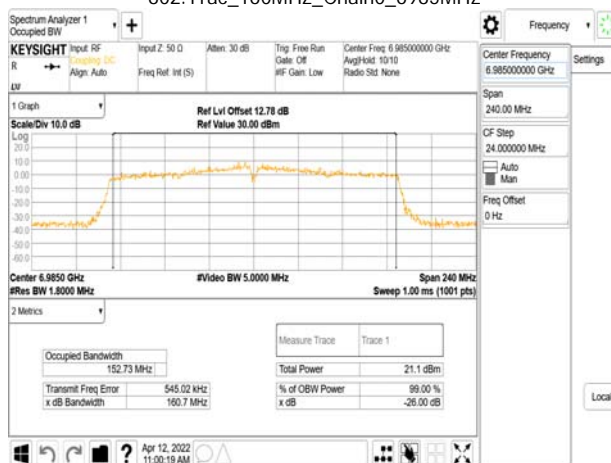 802.11ac_160MHz_Chain0_6985MHz
Spectrum Analyzer 1
Occupied BW
Frequency
KEYSIGHT
R
LW
Input: RF
Coupling: DC
Align: Auto
Input Z: 50 Ω
Freq Ref: Int (S)
Atten: 30 dB
Trig: Free Run
Gate: Off
#IF Gain: Low
Center Freq: 6.985000000 GHz
Avg|Hold: 10/10
Radio Std: None
Center Frequency
6.985000000 GHz
Settings
Span
240.00 MHz
CF Step
24.000000 MHz
Auto
Man
Freq Offset
0 Hz
1 Graph
Scale/Div 10.0 dB
Ref Lvl Offset 12.78 dB
Ref Value 30.00 dBm
Log
20.0
10.0
0.00
-10.0
-20.0
-30.0
-40.0
-50.0
-60.0
Center 6.9850 GHz
#Video BW 5.0000 MHz
Span 240 MHz
#Res BW 1.8000 MHz
Sweep 1.00 ms (1001 pts)
2 Metrics
Measure Trace
Trace 1
Occupied Bandwidth
152.73 MHz
Total Power
21.1 dBm
Transmit Freq Error
545.02 kHz
% of OBW Power
99.00 %
x dB Bandwidth
160.7 MHz
x dB
-26.00 dB
Local
?
Apr 12, 2022
11:00:19 AM